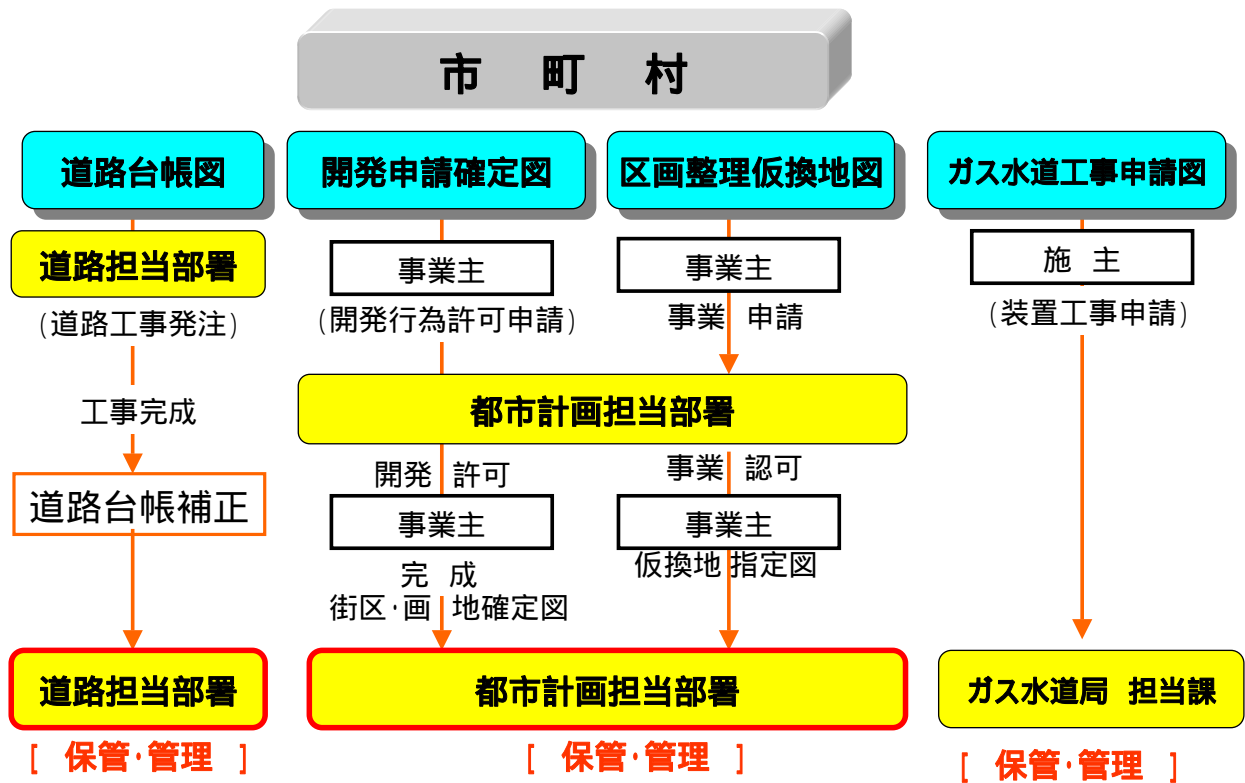 市 町 村
道路台帳図
開発申請確定図
区画整理仮換地図
ガス水道工事申請図
道路担当部署
(道路工事発注)
工事完成
道路台帳補正
道路担当部署
[ 保管・管理 ]
事業主
(開発行為許可申請)
事業主
事業 申請
都市計画担当部署
開発 許可
事業主
完 成
街区・画 地確定図
事業 認可
事業主
仮換地 指定図
都市計画担当部署
[ 保管・管理 ]
施 主
(装置工事申請)
ガス水道局 担当課
[ 保管・管理 ]